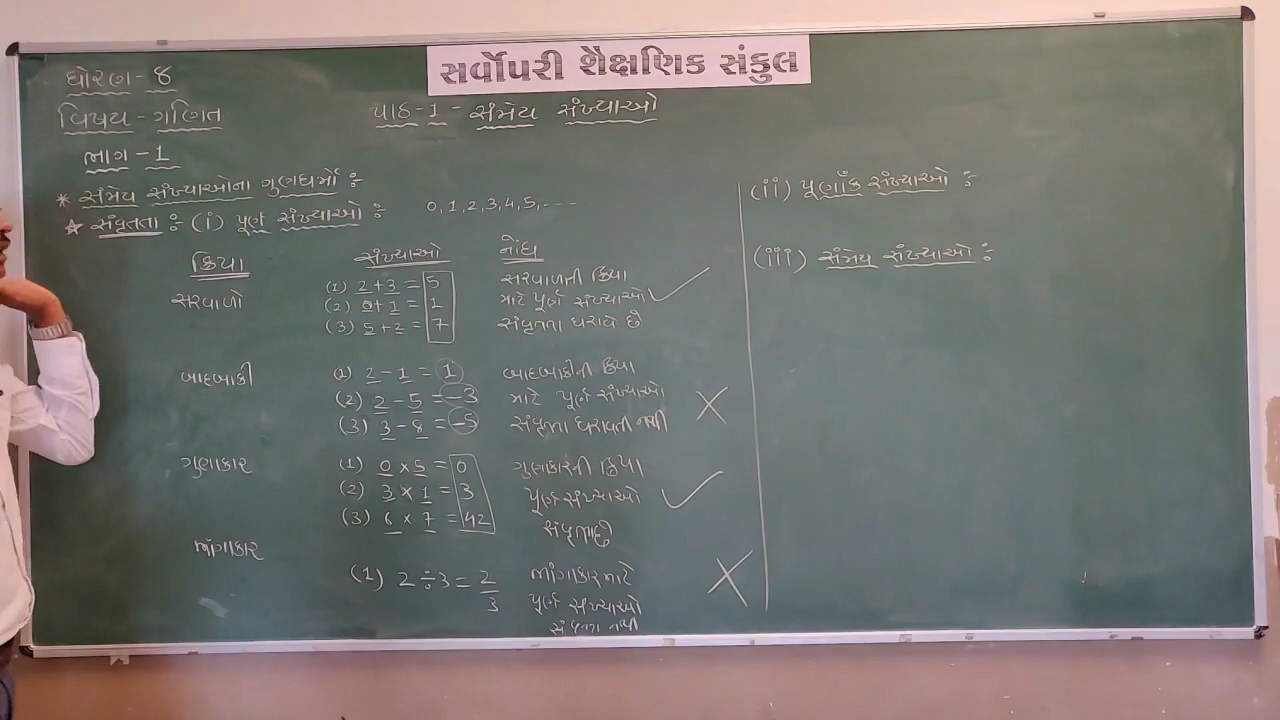 સર્વોપરી શૈક્ષણિક સંકુલ
ધોરણ - 8
વિષય - ગણિત
પાઠ - 1 - સંમેય સંખ્યાઓ
ભાગ - 1
* સંમેય સંખ્યાઓના ગુણધર્મો :-
☆ સંવૃતતા :- (i) પૂર્ણ સંખ્યાઓ :- 0,1,2,3,4,5,---
ક્રિયા સંખ્યાઓ નોંધ
સરવાળો
(1) 2+3 = 5
(2) 0+1 = 1
(3) 5+2 = 7
સરવાળાની ક્રિયા
માટે પૂર્ણ સંખ્યાઓ ✓
સંવૃતતા ધરાવે છે
બાદબાકી
(1) 2-1 = 1
(2) 2-5 = -3
(3) 3-8 = -5
બાદબાકીની ક્રિયા
માટે પૂર્ણ સંખ્યાઓ ✗
સંવૃતતા ધરાવતી નથી
ગુણાકાર
(1) 0 × 5 = 0
(2) 3 × 1 = 3
(3) 6 × 7 = 42
ગુણાકારની ક્રિયા
પૂર્ણ સંખ્યાઓ ✓
સંવૃત છે
ભાંગાકાર
(1) 2 ÷ 3 = 2/3
ભાંગાકાર માટે
પૂર્ણ સંખ્યાઓ ✗
સંવૃતતા નથી
(ii) પૂર્ણાંક સંખ્યાઓ :-
(iii) સંમેય સંખ્યાઓ :-